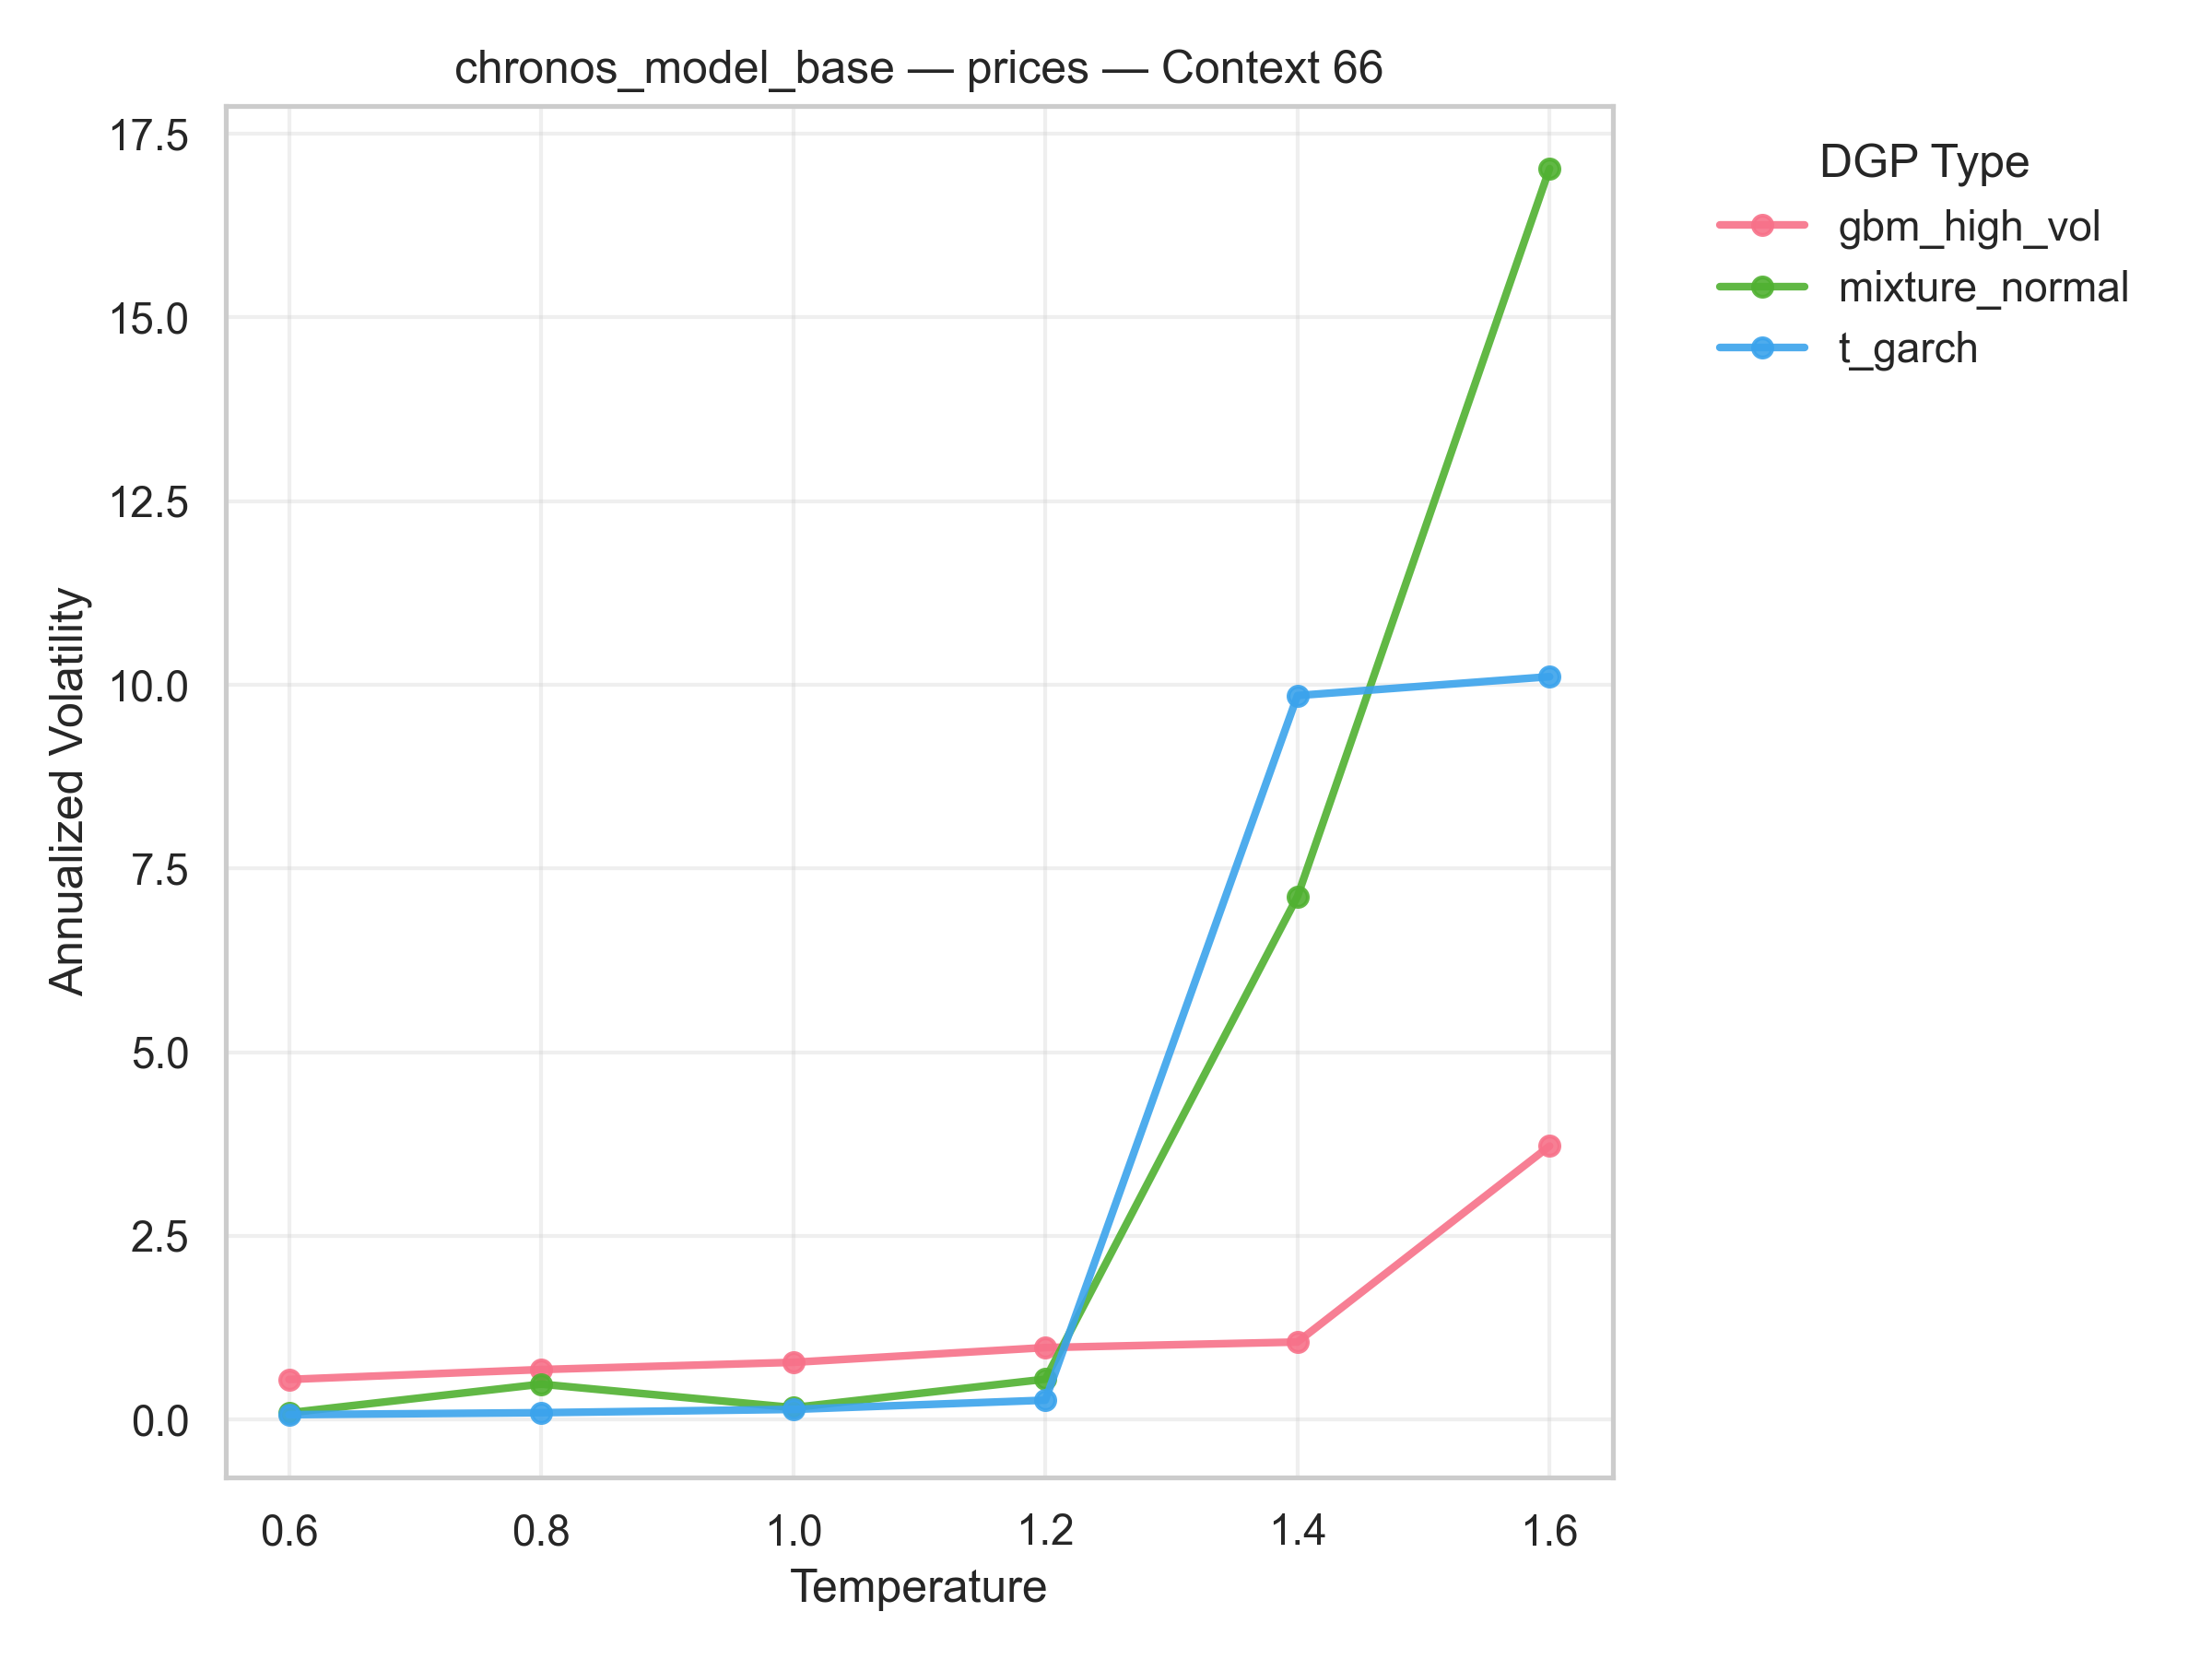 chronos_model_base — prices — Context 66
17.5
15.0
12.5
10.0
7.5
5.0
2.5
0.0
Annualized Volatility
0.6 0.8 1.0 1.2 1.4 1.6
Temperature
DGP Type
gbm_high_vol
mixture_normal
t_garch